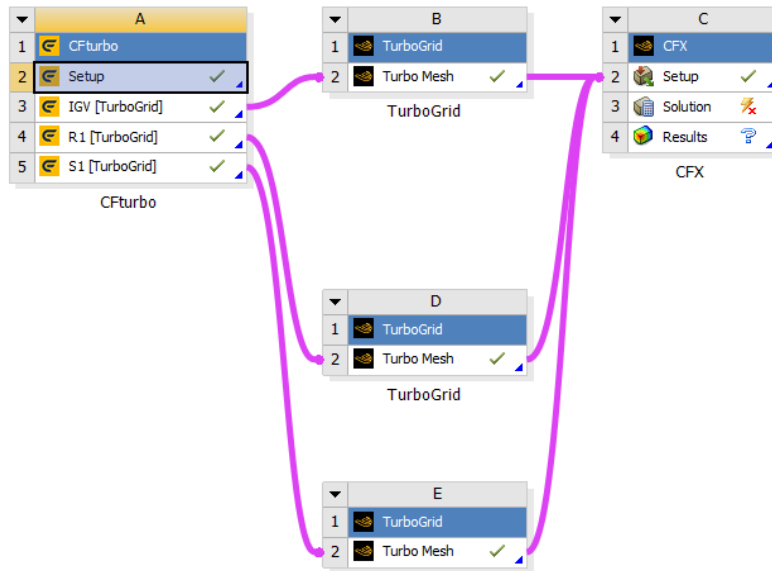 A
1 CFturbo
2 Setup
3 IGV [TurboGrid]
4 R1 [TurboGrid]
5 S1 [TurboGrid]
CFturbo
B
1 TurboGrid
2 Turbo Mesh
TurboGrid
C
1 CFX
2 Setup
3 Solution
4 Results
CFX
D
1 TurboGrid
2 Turbo Mesh
TurboGrid
E
1 TurboGrid
2 Turbo Mesh